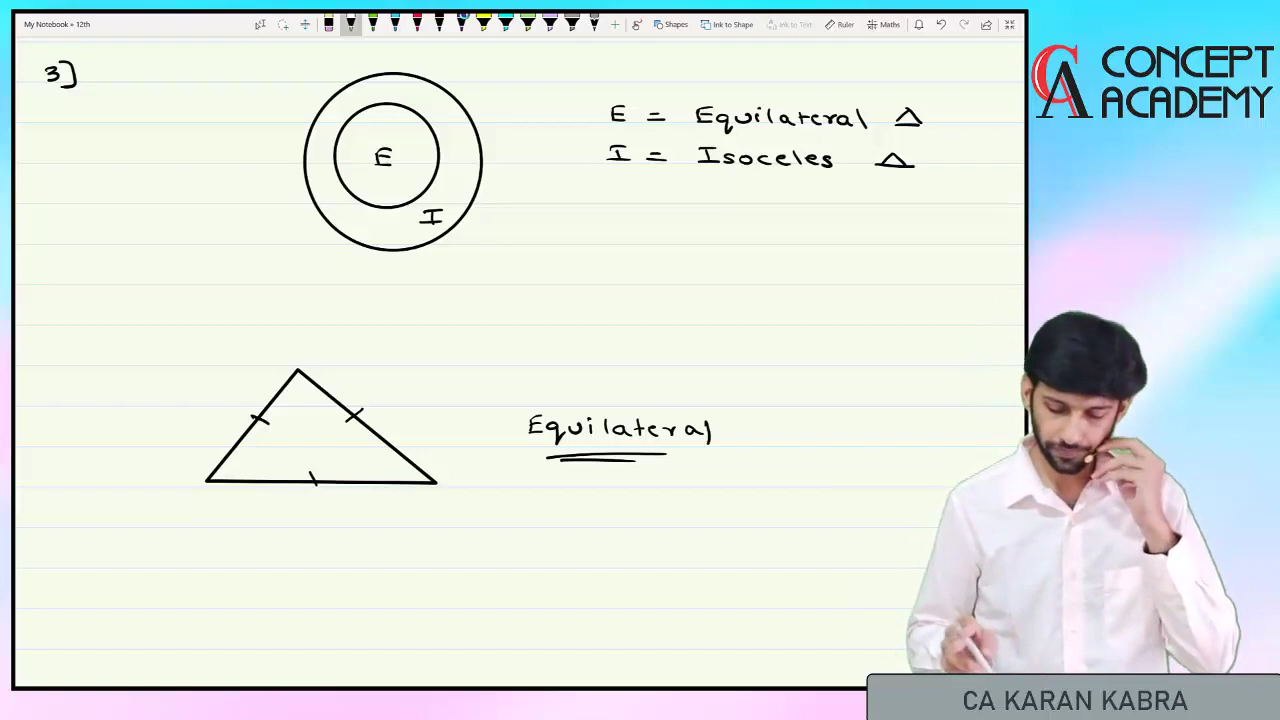 My Notebook » 12th
Shapes
Ink to Shape
Ink to Text
Ruler
Maths
CONCEPT
ACADEMY
CA
3]
E
I
E = Equilateral △
I = Isoceles △
Equilateral
CA KARAN KABRA